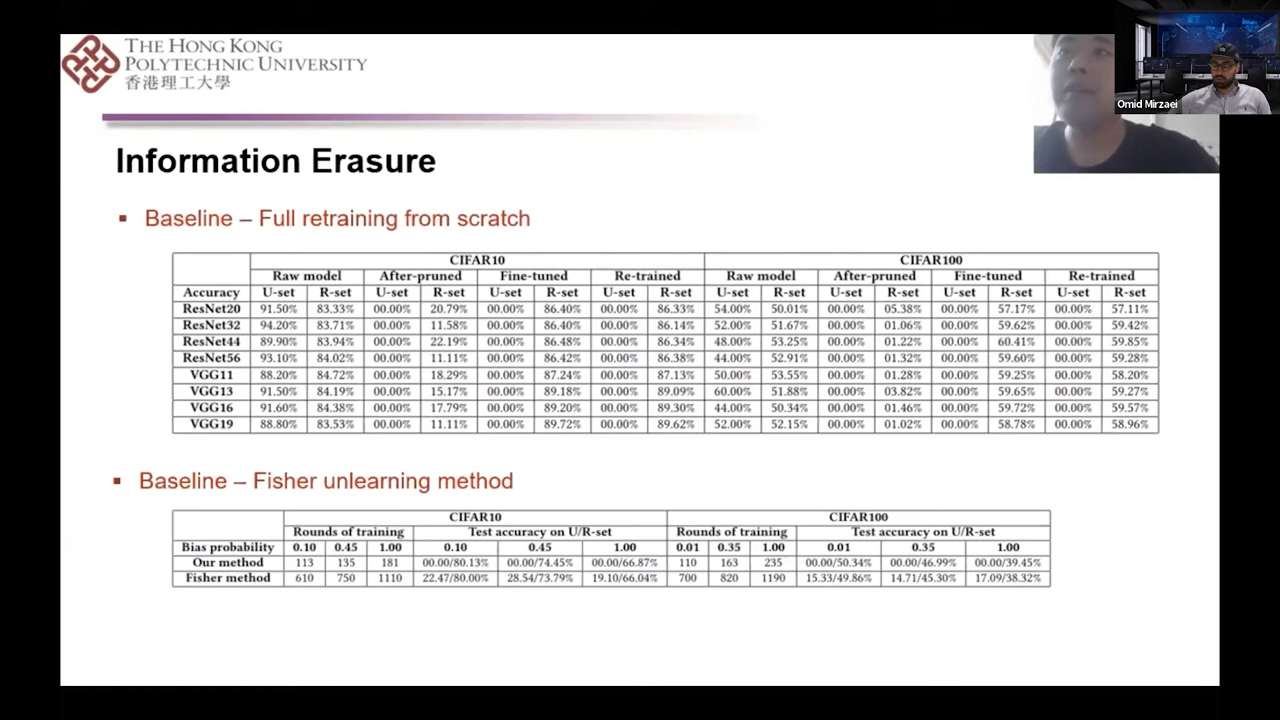 THE HONG KONG
POLYTECHNIC UNIVERSITY
香港理工大學
Omid Mirzaei
Information Erasure
▪ Baseline – Full retraining from scratch
CIFAR10 CIFAR100
Raw model After-pruned Fine-tuned Re-trained Raw model After-pruned Fine-tuned Re-trained
Accuracy U-set R-set U-set R-set U-set R-set U-set R-set U-set R-set U-set R-set U-set R-set U-set R-set
ResNet20 91.50% 83.33% 00.00% 20.79% 00.00% 86.40% 00.00% 86.33% 54.00% 50.01% 00.00% 05.38% 00.00% 57.17% 00.00% 57.11%
ResNet32 94.20% 83.71% 00.00% 11.58% 00.00% 86.40% 00.00% 86.14% 52.00% 51.67% 00.00% 01.06% 00.00% 59.62% 00.00% 59.42%
ResNet44 89.90% 83.94% 00.00% 22.19% 00.00% 86.48% 00.00% 86.34% 48.00% 53.25% 00.00% 01.22% 00.00% 60.41% 00.00% 59.85%
ResNet56 93.10% 84.02% 00.00% 11.11% 00.00% 86.42% 00.00% 86.38% 44.00% 52.91% 00.00% 01.32% 00.00% 59.60% 00.00% 59.28%
VGG11 88.20% 84.72% 00.00% 18.29% 00.00% 87.24% 00.00% 87.13% 50.00% 53.55% 00.00% 01.28% 00.00% 59.25% 00.00% 58.20%
VGG13 91.50% 84.19% 00.00% 15.17% 00.00% 89.18% 00.00% 89.09% 60.00% 51.88% 00.00% 03.82% 00.00% 59.65% 00.00% 59.27%
VGG16 91.60% 84.38% 00.00% 17.79% 00.00% 89.20% 00.00% 89.30% 44.00% 50.34% 00.00% 01.46% 00.00% 59.72% 00.00% 59.57%
VGG19 88.80% 83.53% 00.00% 11.11% 00.00% 89.72% 00.00% 89.62% 52.00% 52.15% 00.00% 01.02% 00.00% 58.78% 00.00% 58.96%
▪ Baseline – Fisher unlearning method
CIFAR10 CIFAR100
Rounds of training Test accuracy on U/R-set Rounds of training Test accuracy on U/R-set
Bias probability 0.10 0.45 1.00 0.10 0.45 1.00 0.01 0.35 1.00 0.01 0.35 1.00
Our method 113 135 181 00.00/80.13% 00.00/74.45% 00.00/66.87% 110 163 235 00.00/50.34% 00.00/46.99% 00.00/39.45%
Fisher method 610 750 1110 22.47/80.00% 28.54/73.79% 19.10/66.04% 700 820 1190 15.33/49.86% 14.71/45.30% 17.09/38.32%